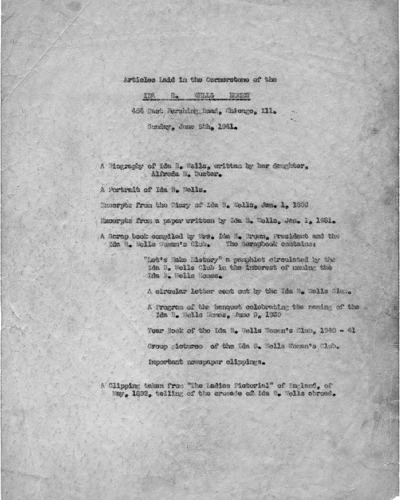 Articles Laid in the Cornerstone of the
IDA B. WELLS HOMES
454 East Pershing Road, Chicago, Ill.
Sunday, June 8th, 1941.
A Biography of Ida B. Wells, written by her daughter,
Alfreda B. Duster.
A Portrait of Ida B. Wells.
Excerpts from the Diary of Ida B. Wells, Jan. 1,
Excerpts from a paper written by Ida B. Wells, Jan. 1, 1881.
A Scrap book compiled by Mrs. Ida M. Brown, President and the
Ida B. Wells Woman's Club. The Scrapbook contains:
"Let's Make History" a pamphlet circulated by the
Ida B. Wells Club in the interest of naming the
Ida B. Wells Homes.
A circular letter sent out by the Ida B. Wells Club.
A Program of the banquet celebrating the naming of the
Ida B. Wells Homes, June 9, 1939
Year Book of the Ida B. Wells Woman's Club, 1940 - 41
Group pictures of the Ida B. Wells Woman's Club.
Important newspaper clippings.
A Clipping taken from "The Ladies Pictorial" of England, of
May, 1893, telling of the crusade of Ida B. Wells abroad.